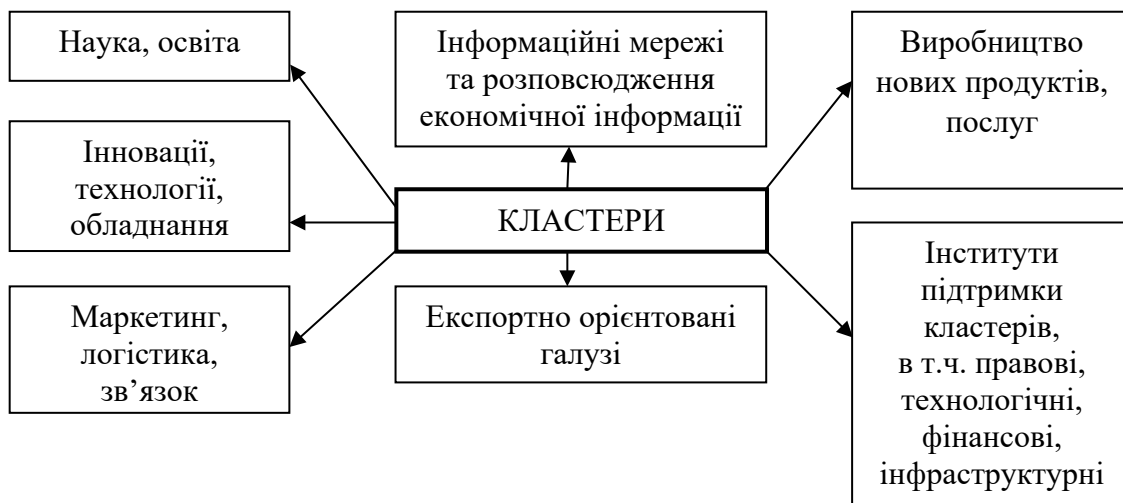 Наука, освіта
Інформаційні мережі
та розповсюдження
економічної інформації
Виробництво
нових продуктів,
послуг
Інновації,
технології,
обладнання
КЛАСТЕРИ
Маркетинг,
логістика,
зв’язок
Експортно орієнтовані
галузі
Інститути
підтримки
кластерів,
в т.ч. правові,
технологічні,
фінансові,
інфраструктурні